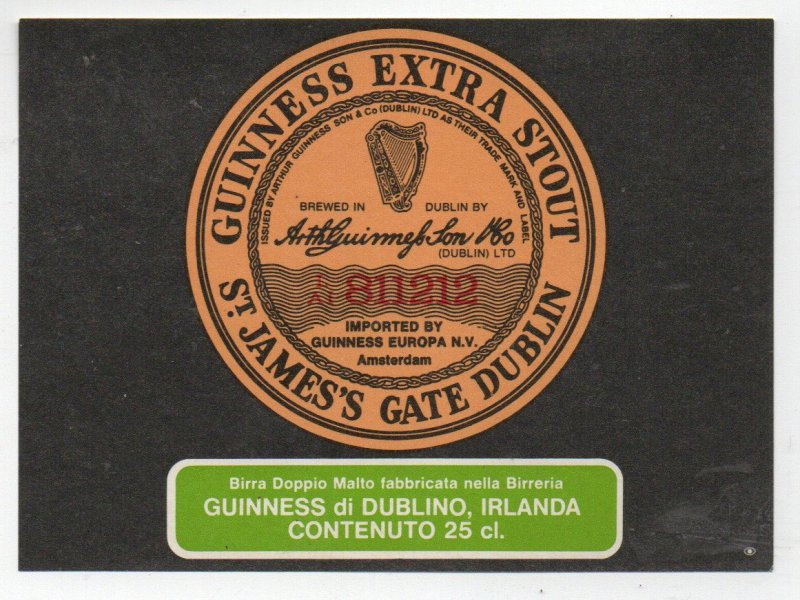 GUINNESS EXTRA STOUT
ISSUED BY ARTHUR GUINNESS SON & Co (DUBLIN) LTD AS THEIR TRADE MARK AND LABEL
BREWED IN DUBLIN BY
Arth Guinness Son & Co
(DUBLIN) LTD
811212
IMPORTED BY
GUINNESS EUROPA N.V.
Amsterdam
ST. JAMES'S GATE DUBLIN
Birra Doppio Malto fabbricata nella Birreria
GUINNESS di DUBLINO, IRLANDA
CONTENUTO 25 cl.